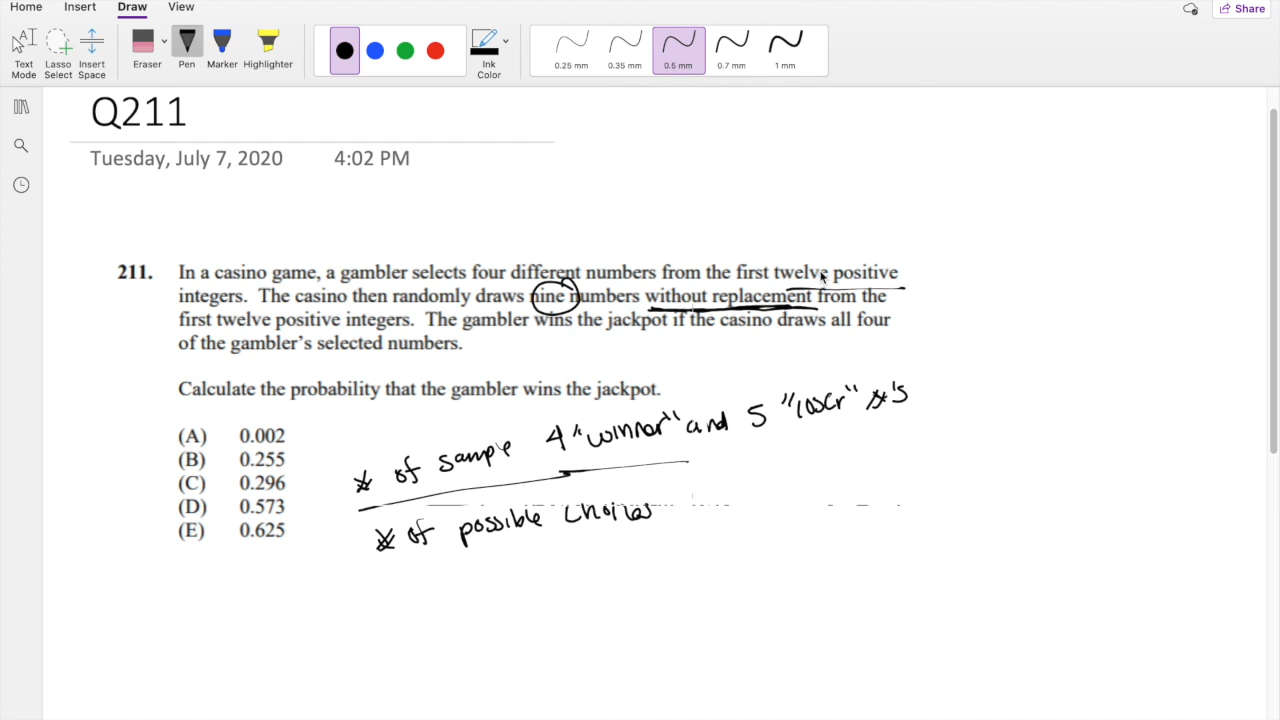 Home Insert Draw View Share
Text Mode Lasso Select Insert Space Eraser Pen Marker Highlighter Ink Color 0.25 mm 0.35 mm 0.5 mm 0.7 mm 1 mm
Q211
Tuesday, July 7, 2020 4:02 PM
211. In a casino game, a gambler selects four different numbers from the first twelve positive
integers. The casino then randomly draws nine numbers without replacement from the
first twelve positive integers. The gambler wins the jackpot if the casino draws all four
of the gambler's selected numbers.
Calculate the probability that the gambler wins the jackpot.
(A) 0.002
(B) 0.255
(C) 0.296
(D) 0.573
(E) 0.625
# of sample 4 "winner" and 5 "loser" #'s
# of possible choices